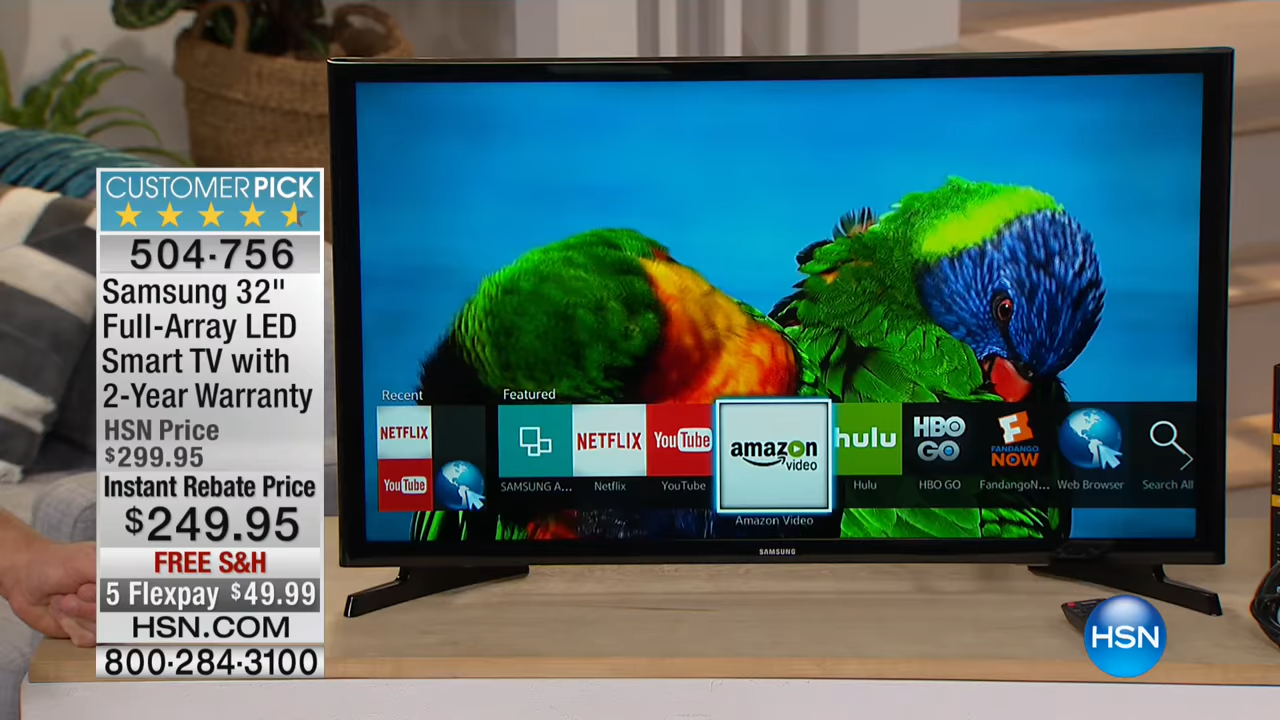 CUSTOMER PICK
504·756
Samsung 32"
Full-Array LED
Smart TV with
2-Year Warranty
HSN Price
$299.95
Instant Rebate Price
$249.95
FREE S&H
5 Flexpay $49.99
HSN.COM
800·284·3100
Recent
Featured
NETFLIX
YouTube
NETFLIX
YouTube
amazon
video
hulu
HBO
GO
FANDANGO
NOW
SAMSUNG A...
Netflix
YouTube
Amazon Video
Hulu
HBO GO
FandangoN...
Web Browser
Search All
SAMSUNG
HSN